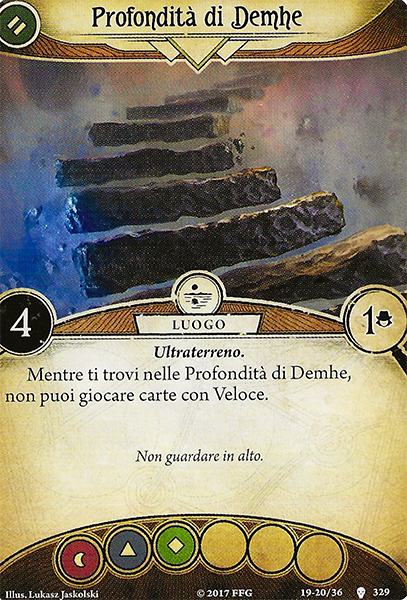 Profondità di Demhe
4
LUOGO
1
Ultraterreno.
Mentre ti trovi nelle Profondità di Demhe,
non puoi giocare carte con Veloce.
Non guardare in alto.
Illus. Lukasz Jaskolski
© 2017 FFG
19-20/36
329